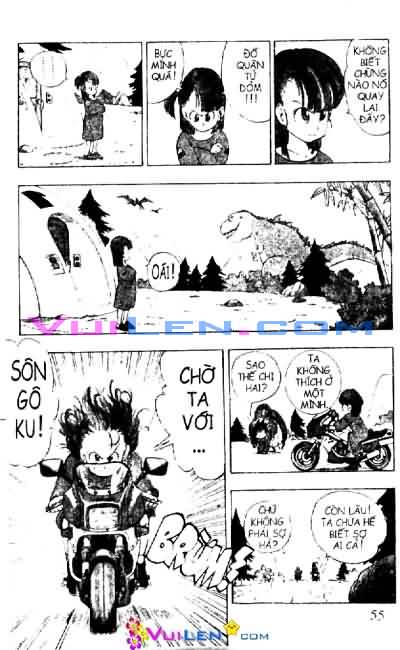 BỰC
MÌNH
QUÁ!
ĐỒ
QUÂN
TỬ
DỎM
!!!
KHÔNG
BIẾT
CHỪNG
NÀO NÓ
QUAY
LẠI
ĐÂY?
OÁI!
VUILEN.COM
SÔN
GÔ
KU!
CHỜ
TA
VỚI
...
BRÙM
SAO
THẾ CHỊ
HAI?
TA
KHÔNG
THÍCH Ở
MỘT
MÌNH
CHỨ
KHÔNG
PHẢI SỢ
HẢ?
CÒN LÂU!
TA CHƯA HỀ
BIẾT SỢ
AI CẢ!
55
VUILEN.COM